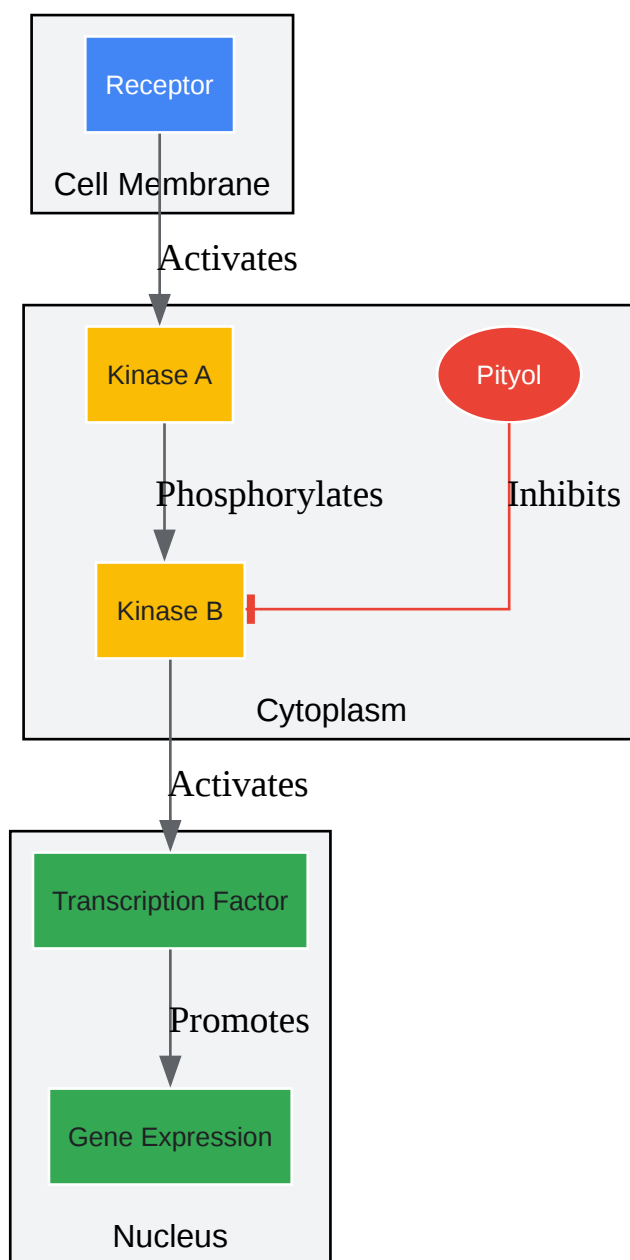 Receptor
Cell Membrane
Activates
Kinase A
Pityol
Phosphorylates
Inhibits
Kinase B
Cytoplasm
Activates
Transcription Factor
Promotes
Gene Expression
Nucleus